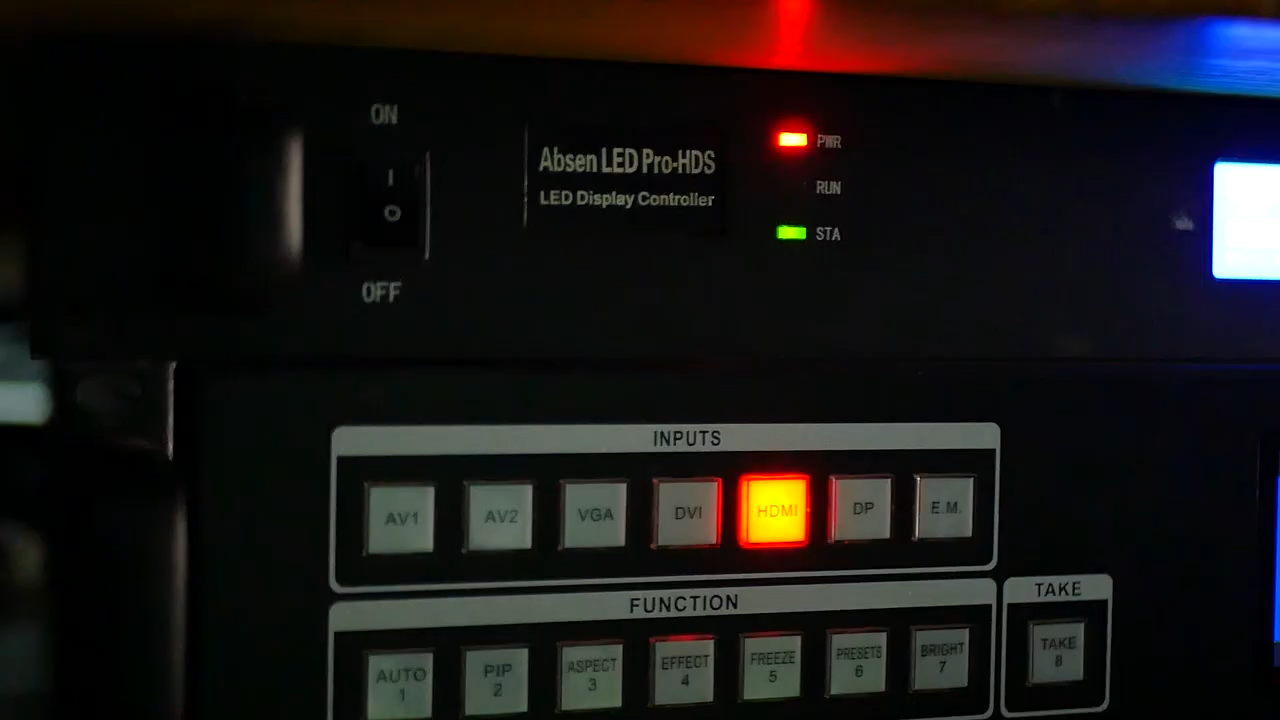 ON
I
O
OFF
Absen LED Pro-HDS
LED Display Controller
PWR
RUN
STA
INPUTS
AV1 AV2 VGA DVI HDMI DP E.M.
FUNCTION
AUTO 1
PIP 2
ASPECT 3
EFFECT 4
FREEZE 5
PRESETS 6
BRIGHT 7
TAKE
TAKE 8